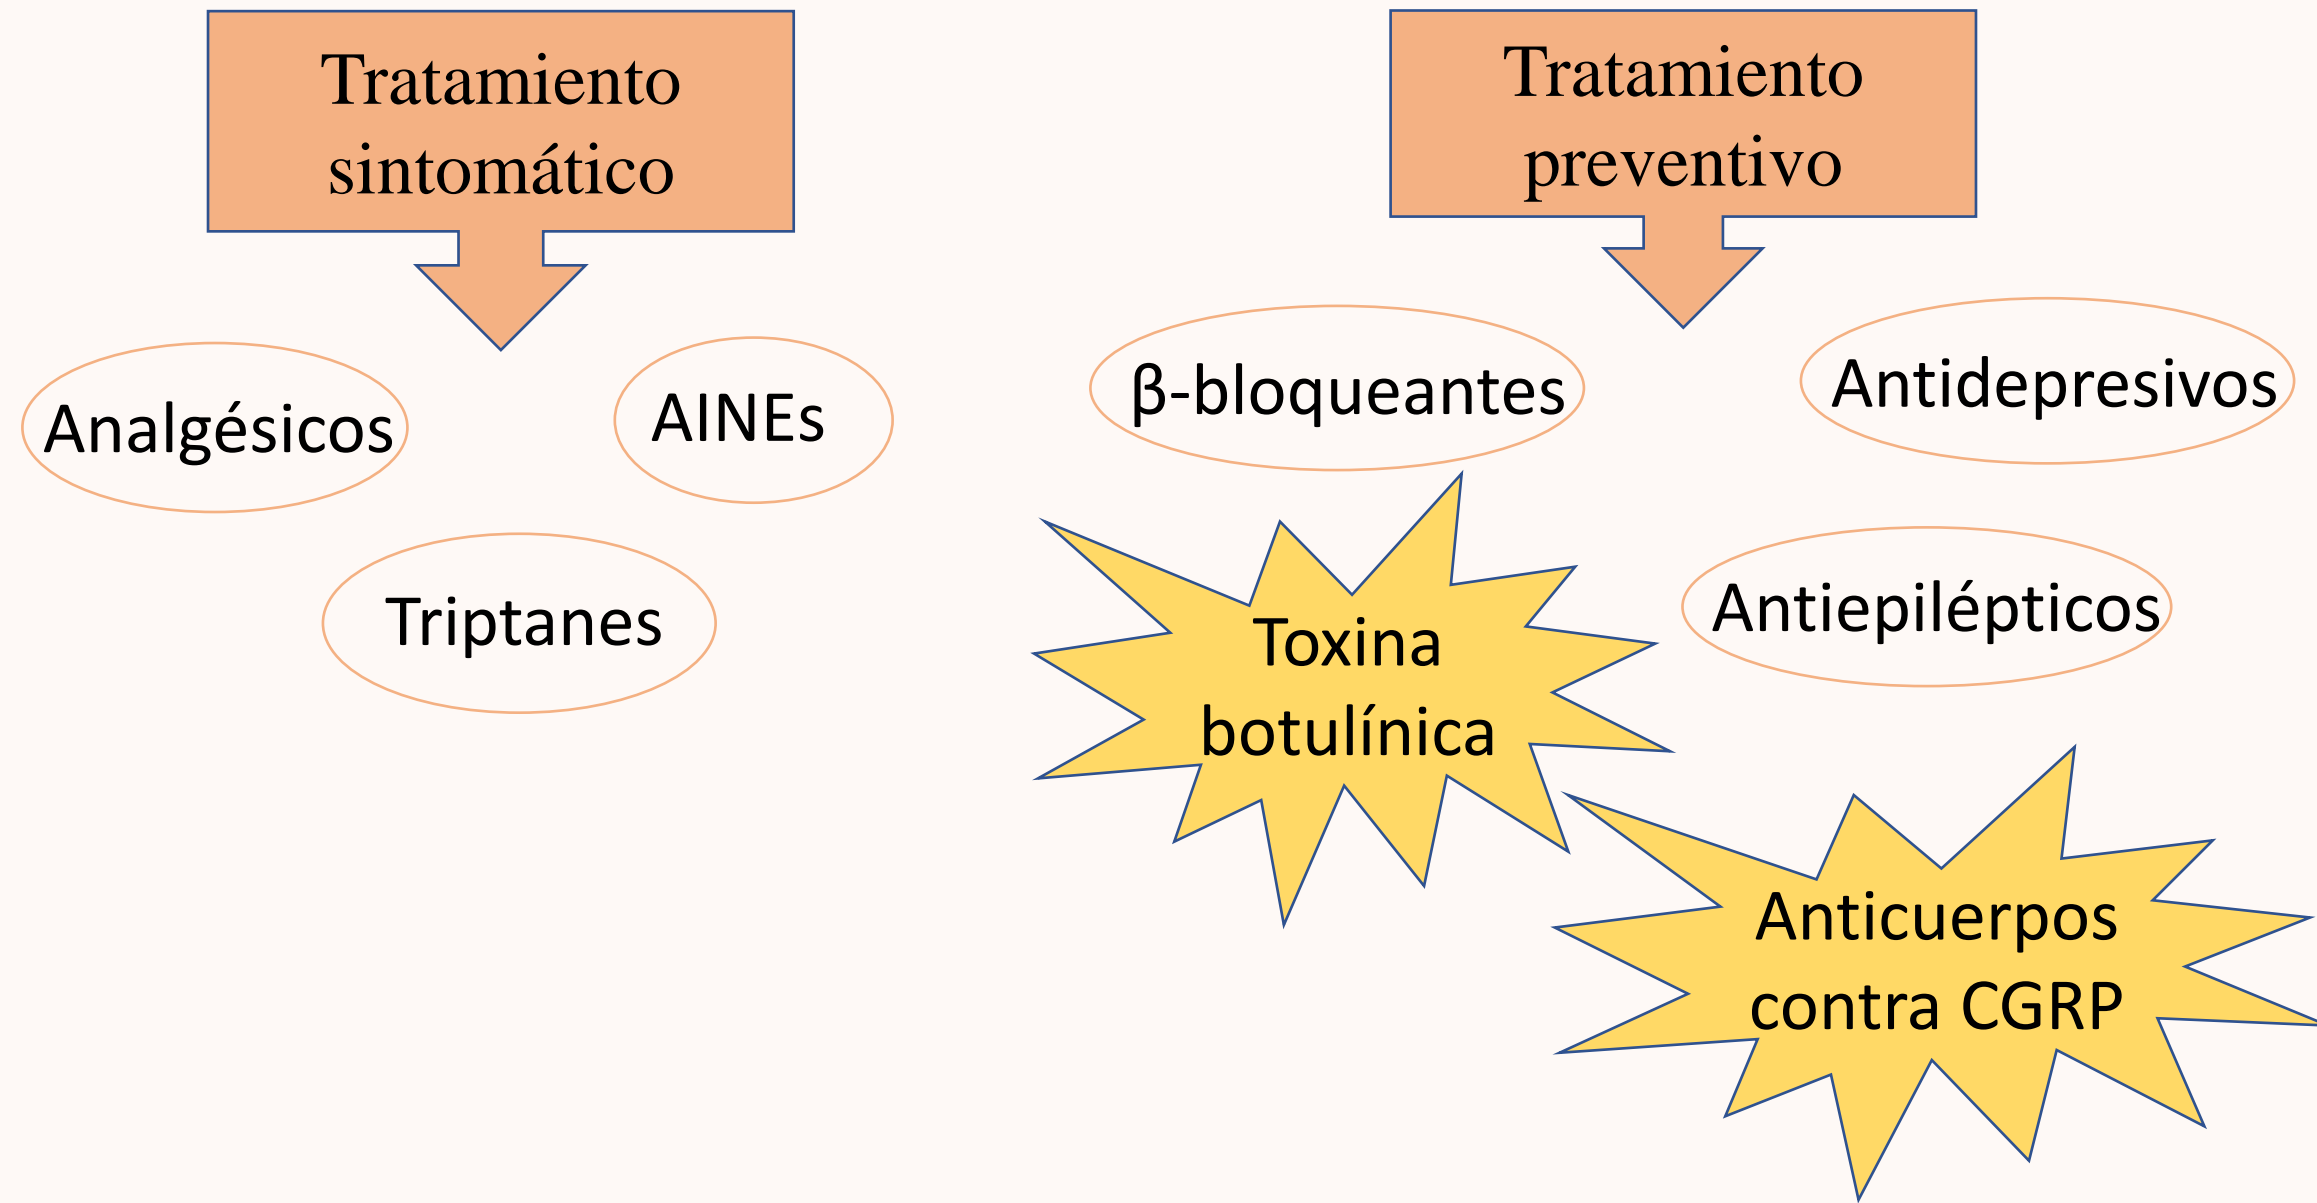 Tratamiento
sintomático
Analgésicos
AINEs
Triptanes
Tratamiento
preventivo
β-bloqueantes
Antidepresivos
Toxina
botulínica
Antiepilépticos
Anticuerpos
contra CGRP